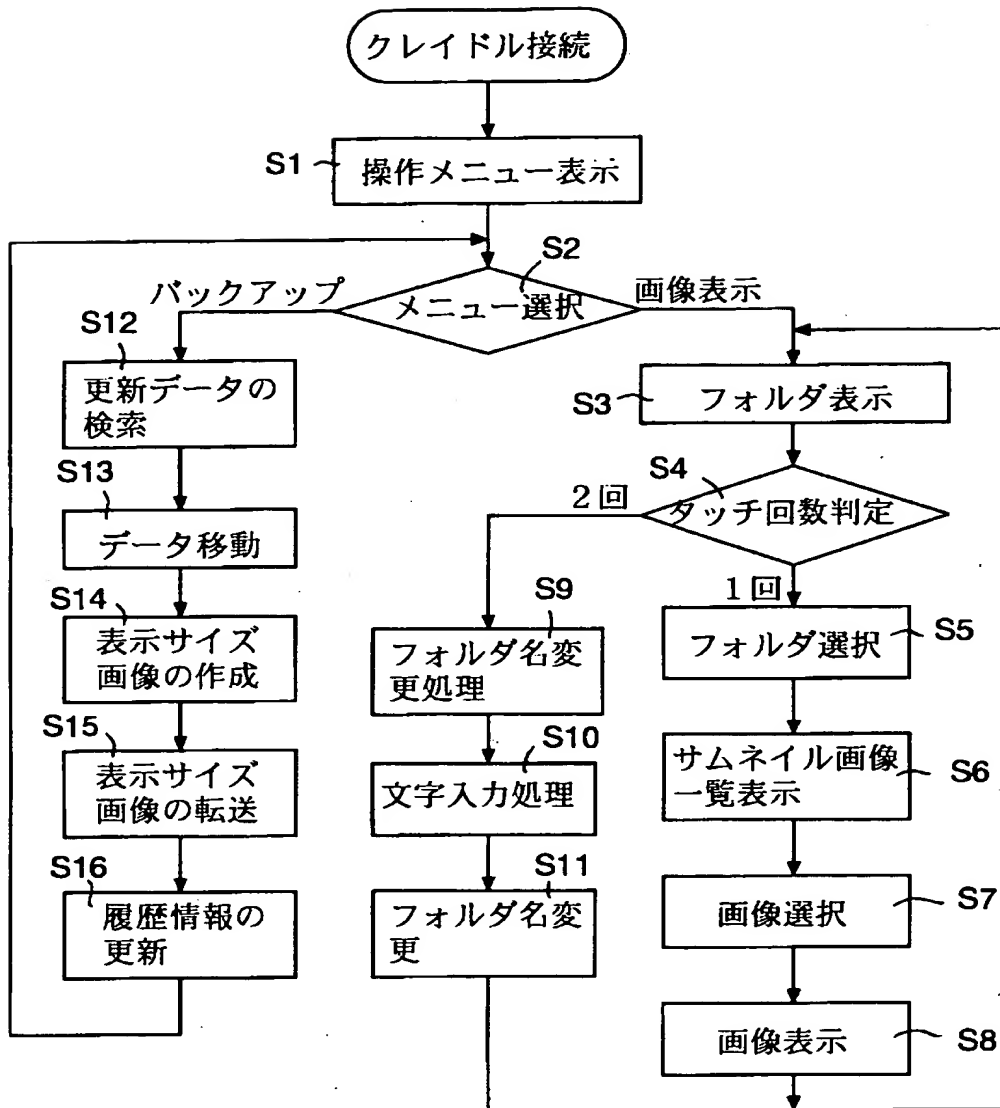 クレイドル接続
S1
操作メニュー表示
S2
バックアップ
メニュー選択
画像表示
S12
更新データの
検索
S3
フォルダ表示
S13
データ移動
S4
2回
タッチ回数判定
1回
S14
表示サイズ
画像の作成
S9
フォルダ名変
更処理
フォルダ選択
S5
S15
表示サイズ
画像の転送
S10
文字入力処理
サムネイル画像
一覧表示
S6
S16
履歴情報の
更新
S11
フォルダ名変
更
画像選択
S7
画像表示
S8